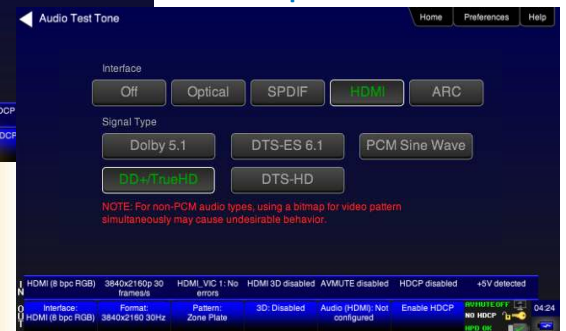 Audio Test Tone
Home Preferences Help
Interface
Off Optical SPDIF HDMI ARC
DCP
DCP
Signal Type
Dolby 5.1 DTS-ES 6.1 PCM Sine Wave
DD+/TrueHD DTS-HD
NOTE: For non-PCM audio types, using a bitmap for video pattern
simultaneously may cause undesirable behavior.
IN HDMI (8 bpc RGB) 3840x2160p 30 frames/s HDMI_VIC 1: No errors HDMI 3D disabled AVMUTE disabled HDCP disabled +5V detected
OUT Interface: HDMI (8 bpc RGB) Format: 3840x2160 30Hz Pattern: Zone Plate 3D: Disabled Audio (HDMI): Not configured Enable HDCP AVMUTE OFF NO HDCP HPD OK 04:24